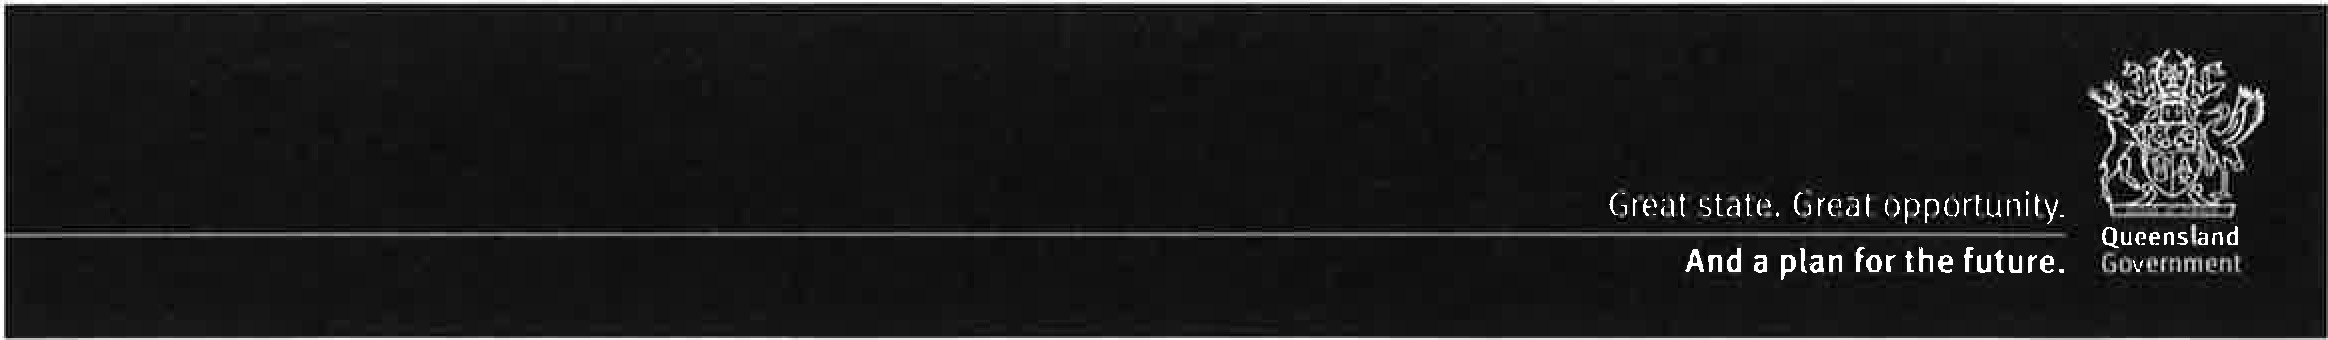 Great state. Great opportunity.
And a plan for the future.
Queensland
Government